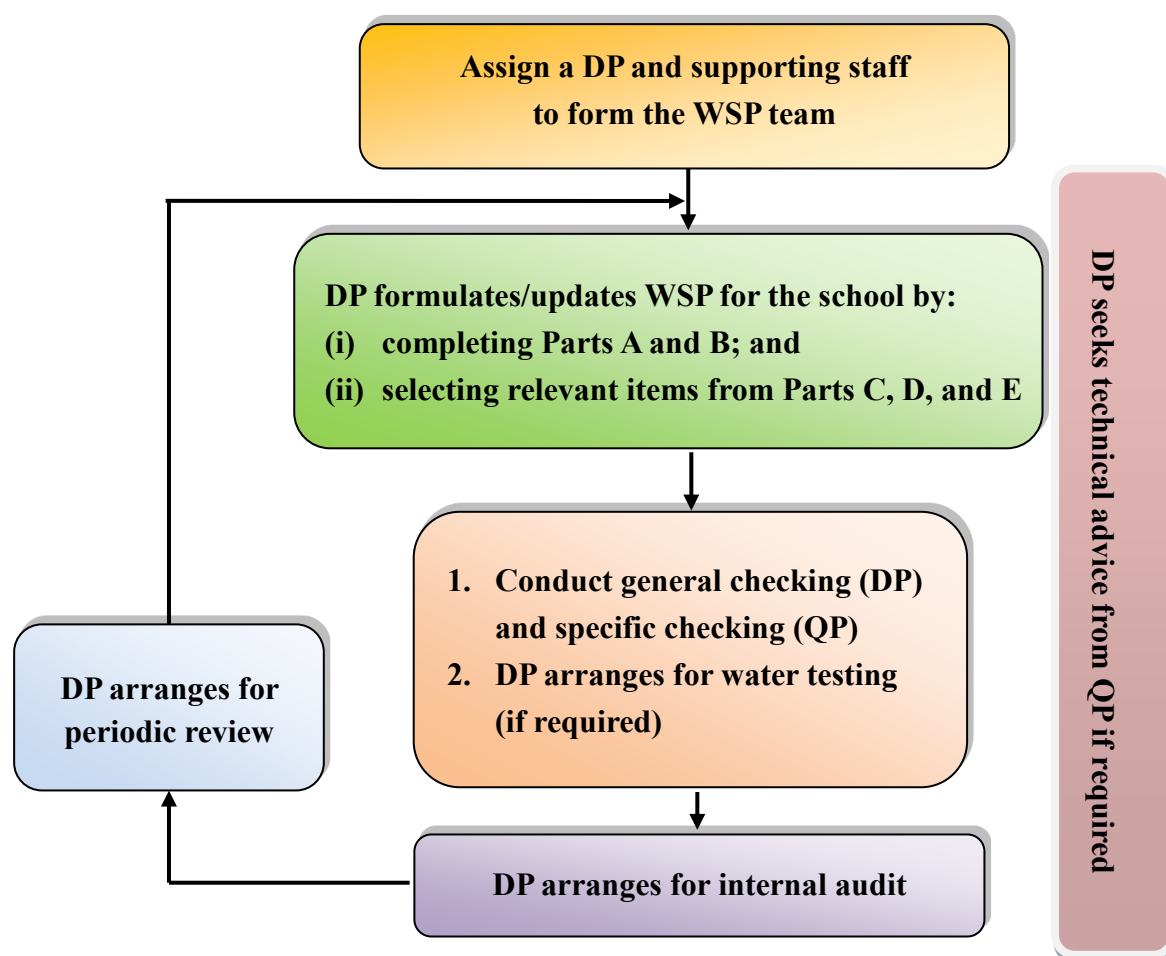 Assign a DP and supporting staff
to form the WSP team
DP formulates/updates WSP for the school by:
(i) completing Parts A and B; and
(ii) selecting relevant items from Parts C, D, and E
1. Conduct general checking (DP)
and specific checking (QP)
2. DP arranges for water testing
(if required)
DP arranges for
periodic review
DP arranges for internal audit
DP seeks technical advice from QP if required